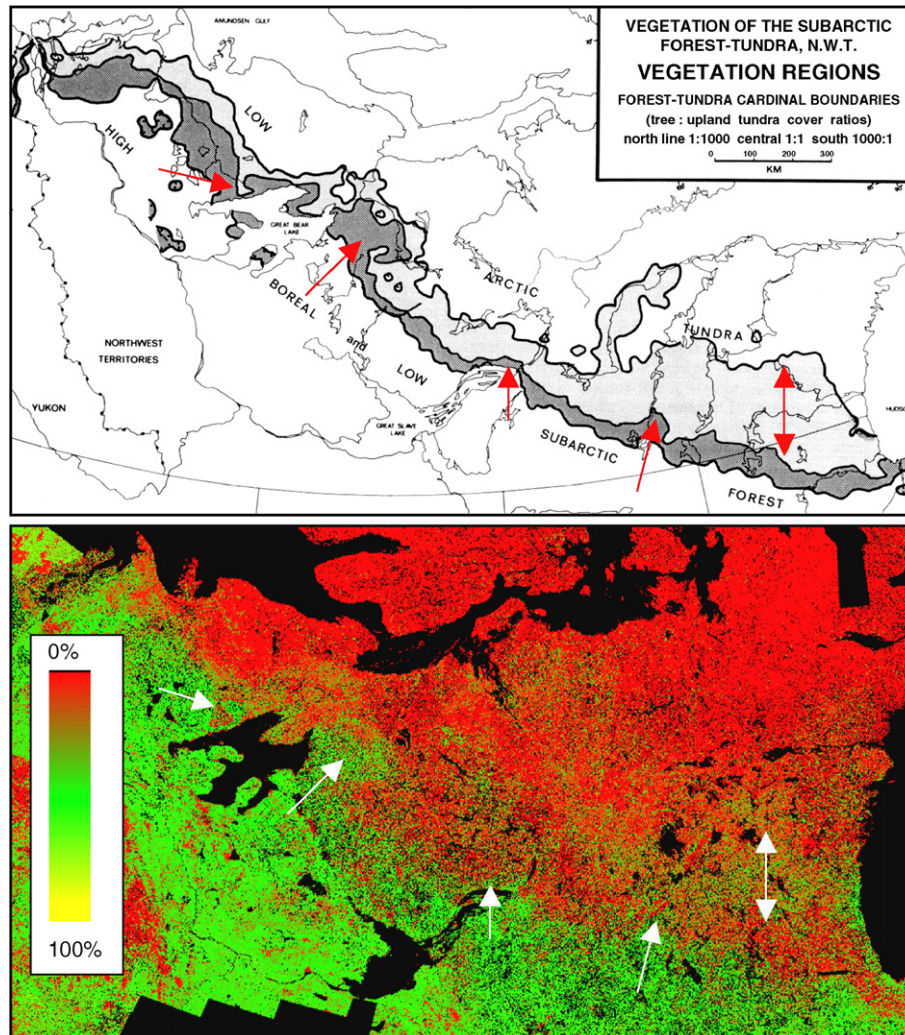 AMUNDSEN GULF
VEGETATION OF THE SUBARCTIC
FOREST-TUNDRA, N.W.T.
VEGETATION REGIONS
FOREST-TUNDRA CARDINAL BOUNDARIES
(tree : upland tundra cover ratios)
north line 1:1000 central 1:1 south 1000:1
0 100 200 300
KM
HIGH
LOW
GREAT BEAR
LAKE
BOREAL
and
LOW
ARCTIC
TUNDRA
NORTHWEST
TERRITORIES
YUKON
GREAT SLAVE
LAKE
SUBARCTIC
FOREST
HUDSO
0%
100%